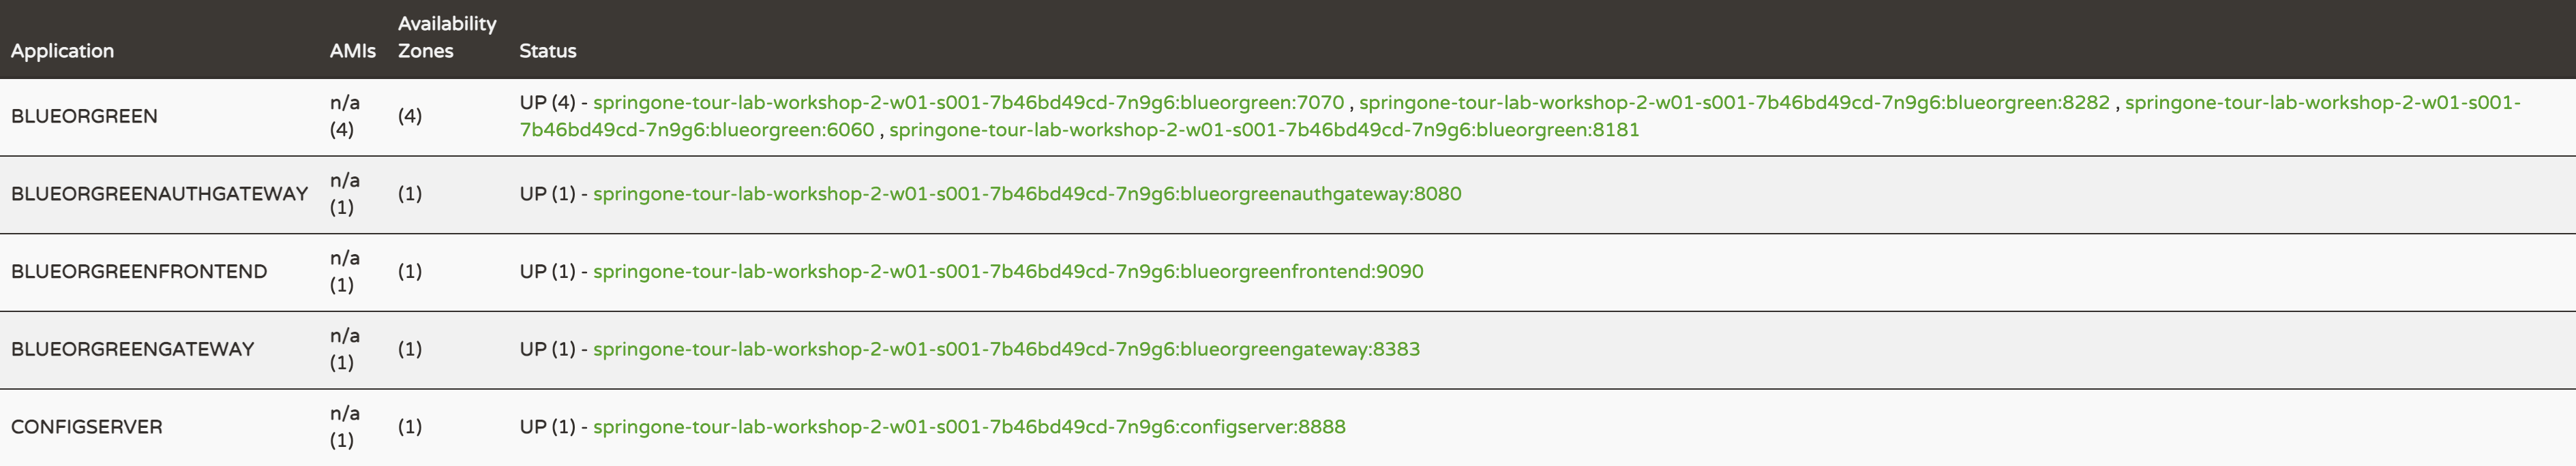 Application AMIs Availability Zones Status
BLUEORGREEN n/a (4) (4) UP (4) - springone-tour-lab-workshop-2-w01-s001-7b46bd49cd-7n9g6:blueorgreen:7070 , springone-tour-lab-workshop-2-w01-s001-7b46bd49cd-7n9g6:blueorgreen:8282 , springone-tour-lab-workshop-2-w01-s001-
7b46bd49cd-7n9g6:blueorgreen:6060 , springone-tour-lab-workshop-2-w01-s001-7b46bd49cd-7n9g6:blueorgreen:8181
BLUEORGREENAUTHGATEWAY n/a (1) (1) UP (1) - springone-tour-lab-workshop-2-w01-s001-7b46bd49cd-7n9g6:blueorgreenauthgateway:8080
BLUEORGREENFRONTEND n/a (1) (1) UP (1) - springone-tour-lab-workshop-2-w01-s001-7b46bd49cd-7n9g6:blueorgreenfrontend:9090
BLUEORGREENGATEWAY n/a (1) (1) UP (1) - springone-tour-lab-workshop-2-w01-s001-7b46bd49cd-7n9g6:blueorgreengateway:8383
CONFIGSERVER n/a (1) (1) UP (1) - springone-tour-lab-workshop-2-w01-s001-7b46bd49cd-7n9g6:configserver:8888